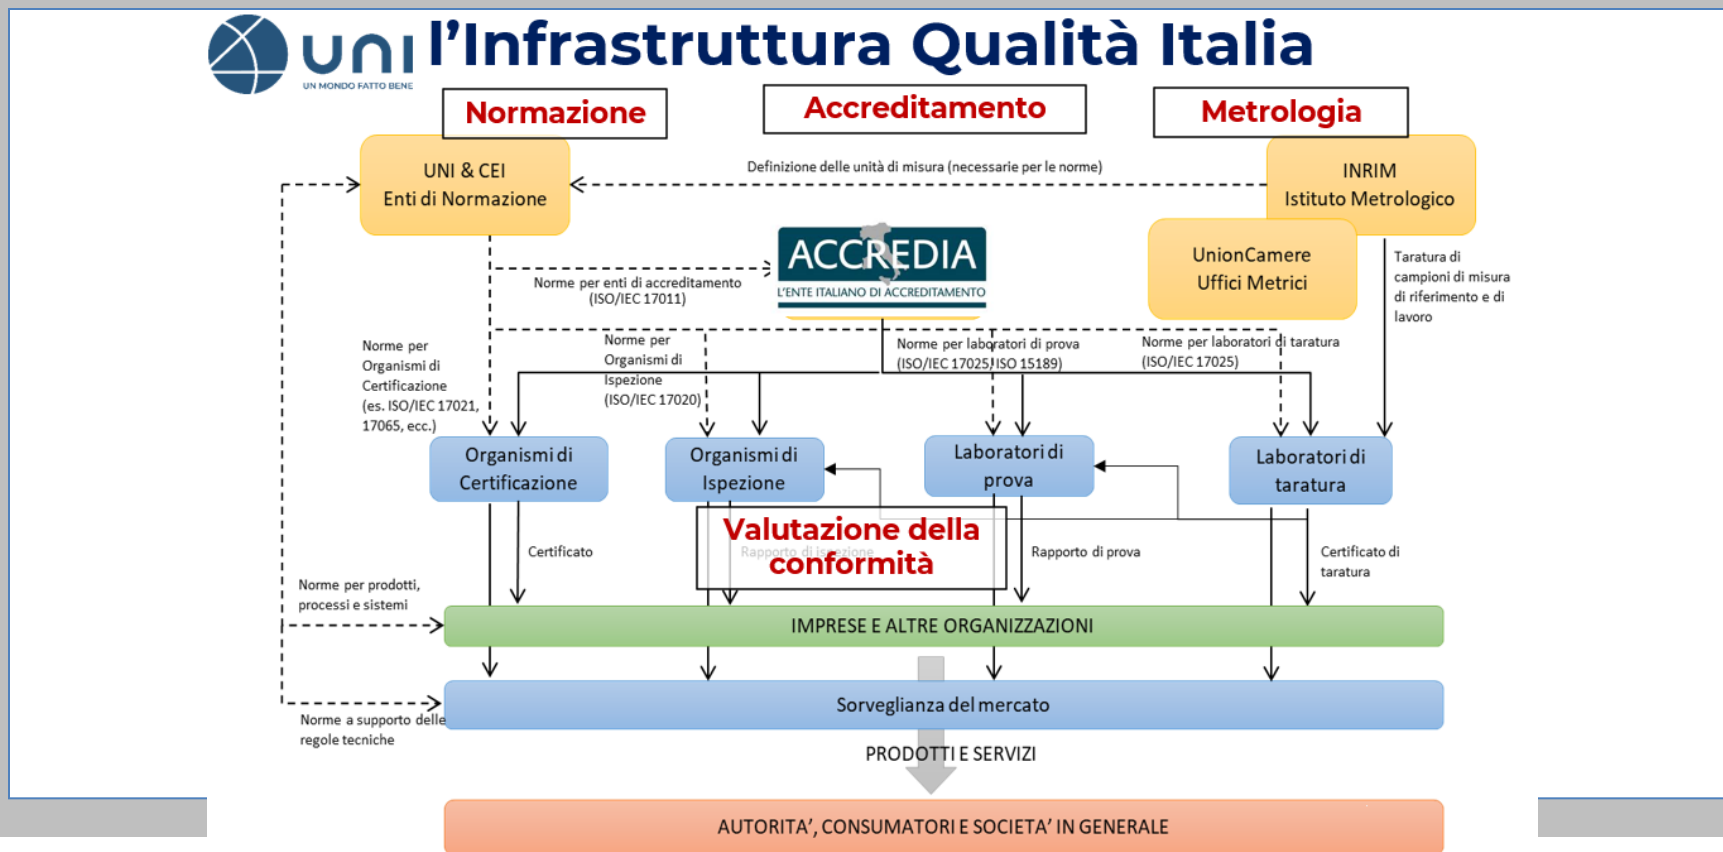 UNI
UN MONDO FATTO BENE
l'Infrastruttura Qualità Italia
Normazione
Accreditamento
Metrologia
UNI & CEI
Enti di Normazione
Definizione delle unità di misura (necessarie per le norme)
INRIM
Istituto Metrologico
UnionCamere
Uffici Metrici
Taratura di
campioni di misura
di riferimento e di
lavoro
ACCREDIA
L'ENTE ITALIANO DI ACCREDITAMENTO
Norme per enti di accreditamento
(ISO/IEC 17011)
Norme per
Organismi di
Certificazione
(es. ISO/IEC 17021,
17065, ecc.)
Norme per
Organismi di
Ispezione
(ISO/IEC 17020)
Norme per laboratori di prova
(ISO/IEC 17025, ISO 15189)
Norme per laboratori di taratura
(ISO/IEC 17025)
Organismi di
Certificazione
Organismi di
Ispezione
Laboratori di
prova
Laboratori di
taratura
Certificato
Rapporto di ispezione
Valutazione della
conformità
Rapporto di prova
Certificato di
taratura
Norme per prodotti,
processi e sistemi
IMPRESE E ALTRE ORGANIZZAZIONI
Sorveglianza del mercato
Norme a supporto delle
regole tecniche
PRODOTTI E SERVIZI
AUTORITA', CONSUMATORI E SOCIETA' IN GENERALE